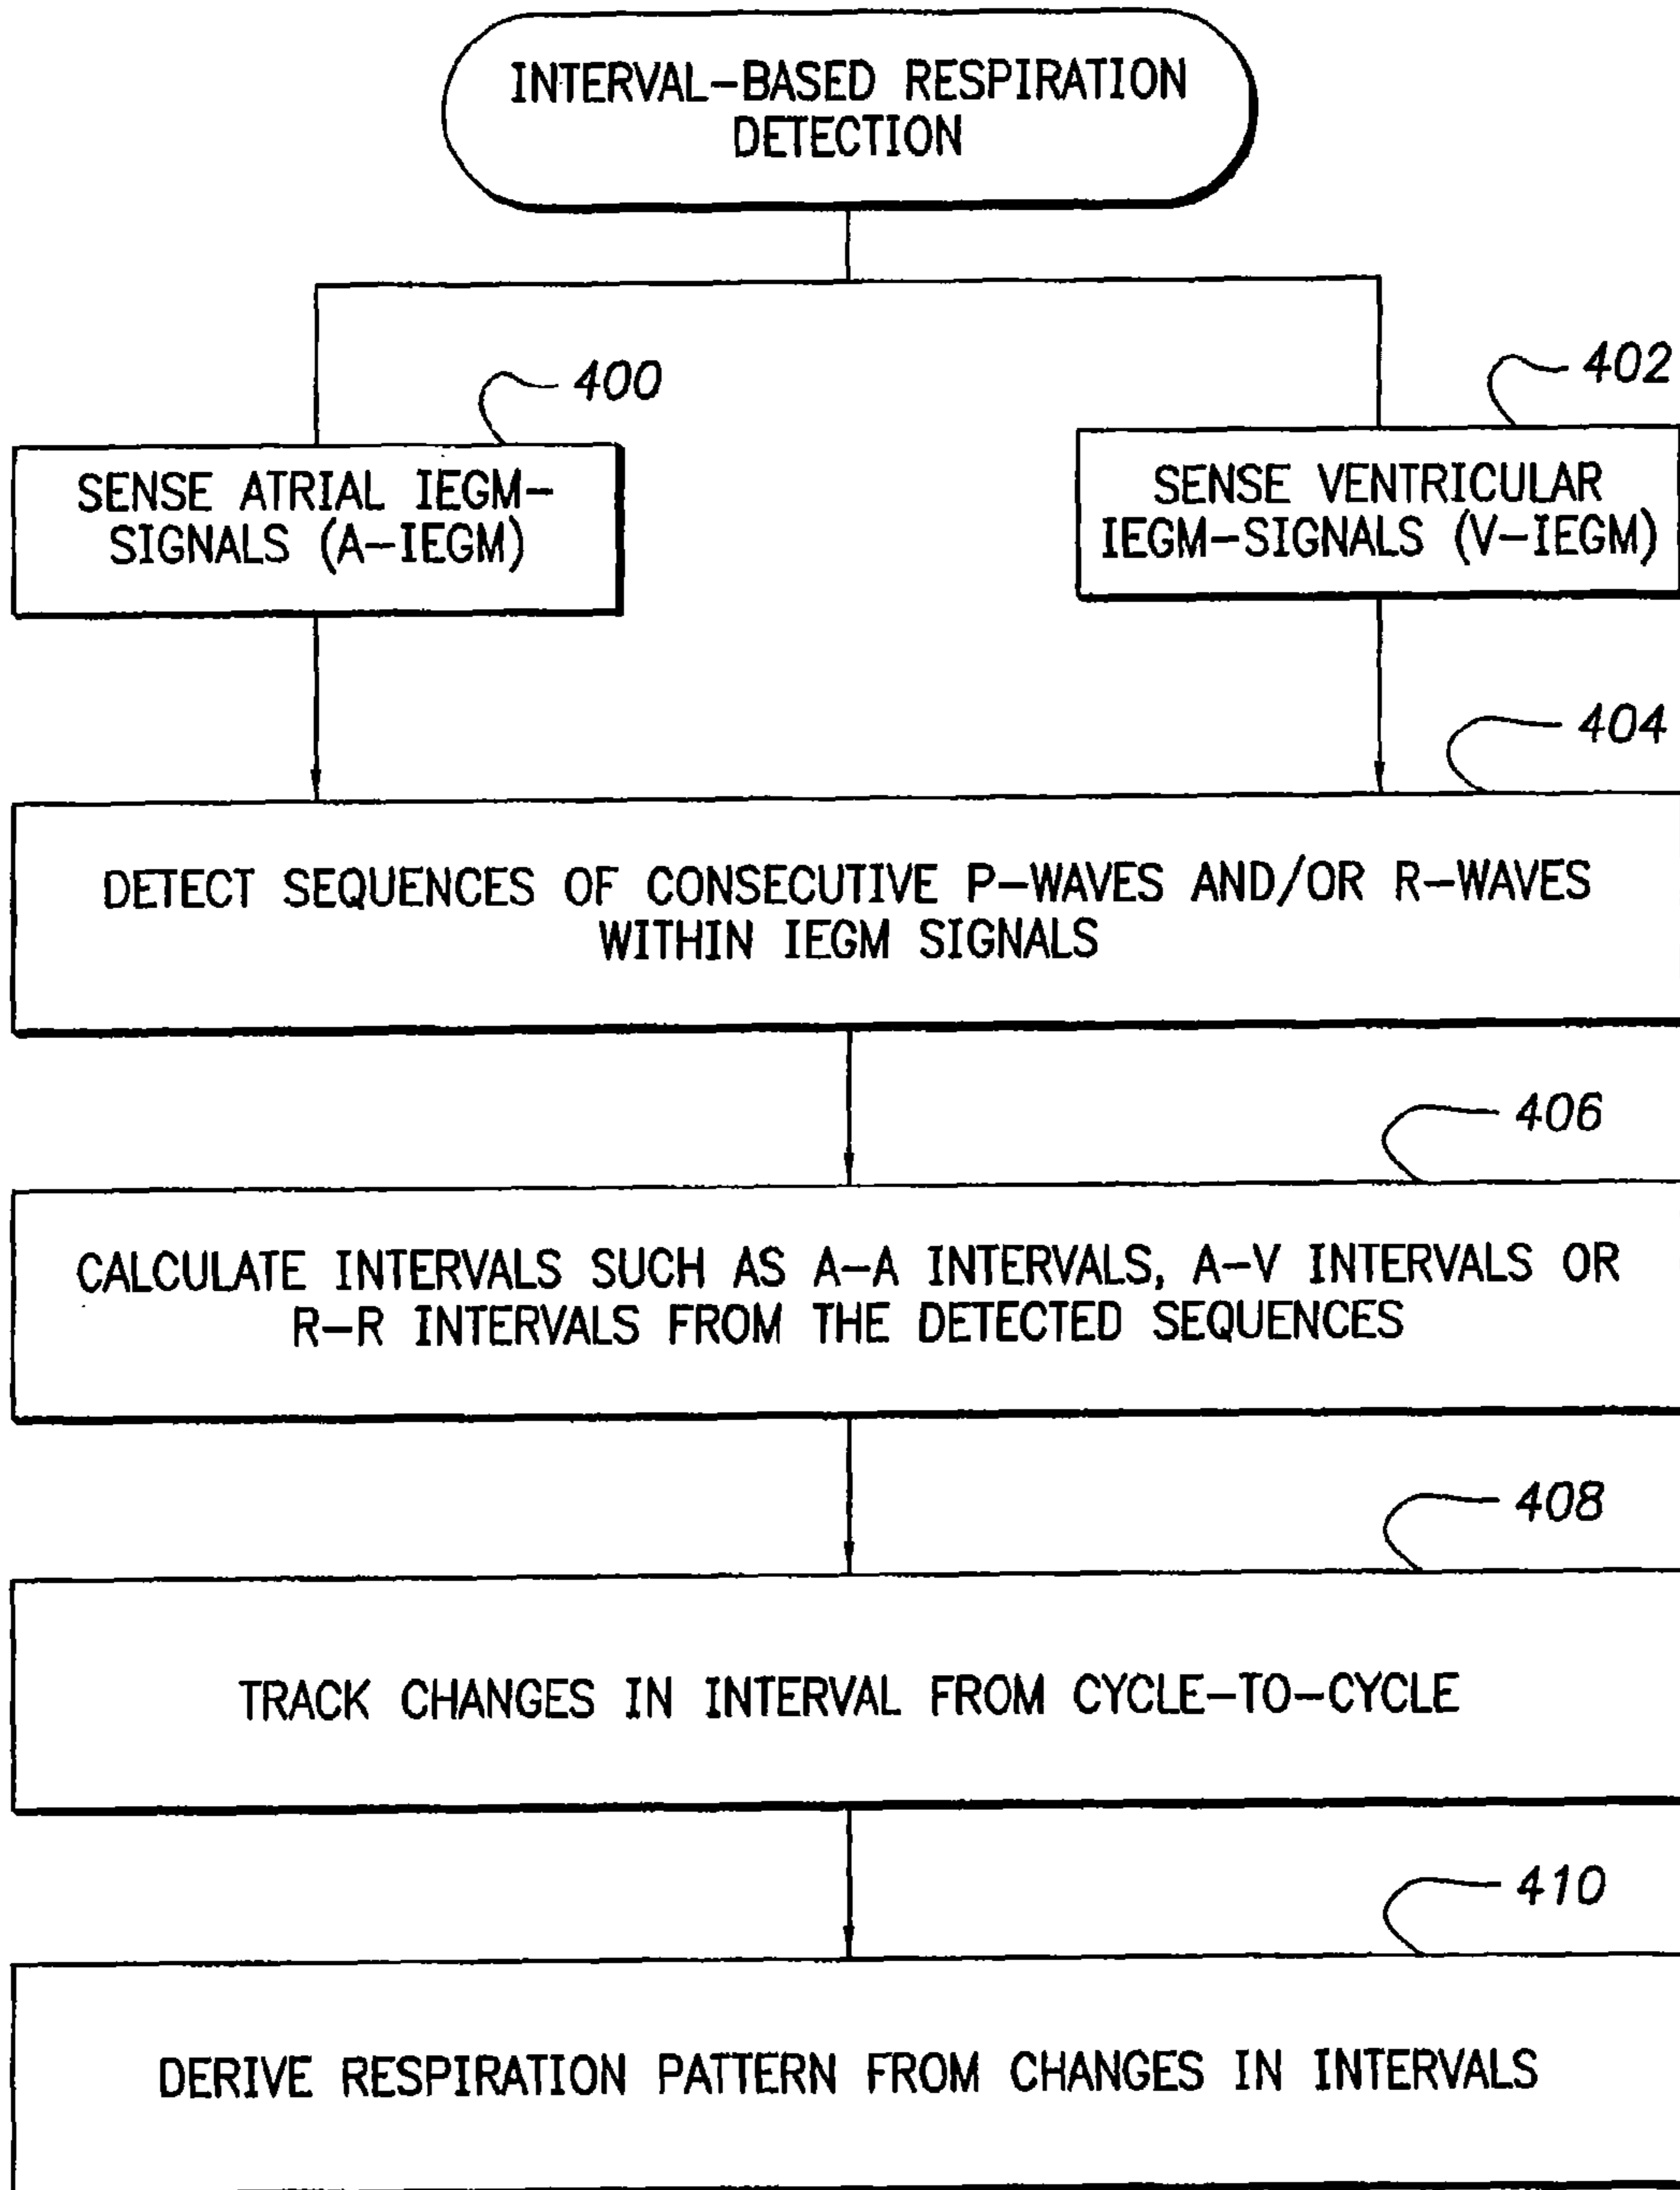 INTERVAL-BASED RESPIRATION
DETECTION
400
402
SENSE ATRIAL IEGM-
SIGNALS (A-IEGM)
SENSE VENTRICULAR
IEGM-SIGNALS (V-IEGM)
404
DETECT SEQUENCES OF CONSECUTIVE P-WAVES AND/OR R-WAVES
WITHIN IEGM SIGNALS
406
CALCULATE INTERVALS SUCH AS A-A INTERVALS, A-V INTERVALS OR
R-R INTERVALS FROM THE DETECTED SEQUENCES
408
TRACK CHANGES IN INTERVAL FROM CYCLE-TO-CYCLE
410
DERIVE RESPIRATION PATTERN FROM CHANGES IN INTERVALS